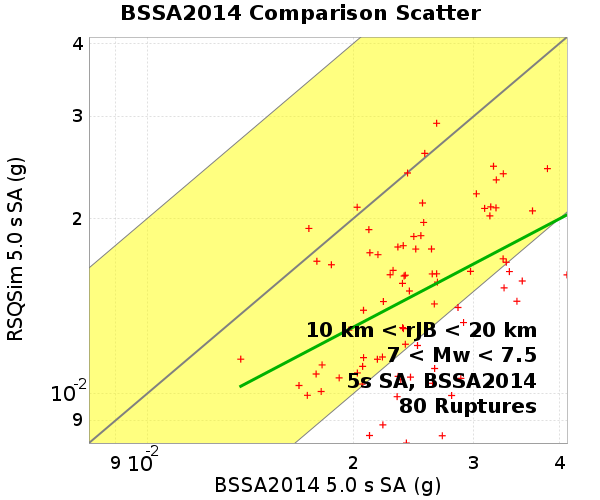 BSSA2014 Comparison Scatter
RSQSim 5.0 s SA (g)
4
3
2
10-2
9
10 km < rJB < 20 km
7 < Mw < 7.5
5s SA, BSSA2014
80 Ruptures
9 10-2 2 3 4
BSSA2014 5.0 s SA (g)